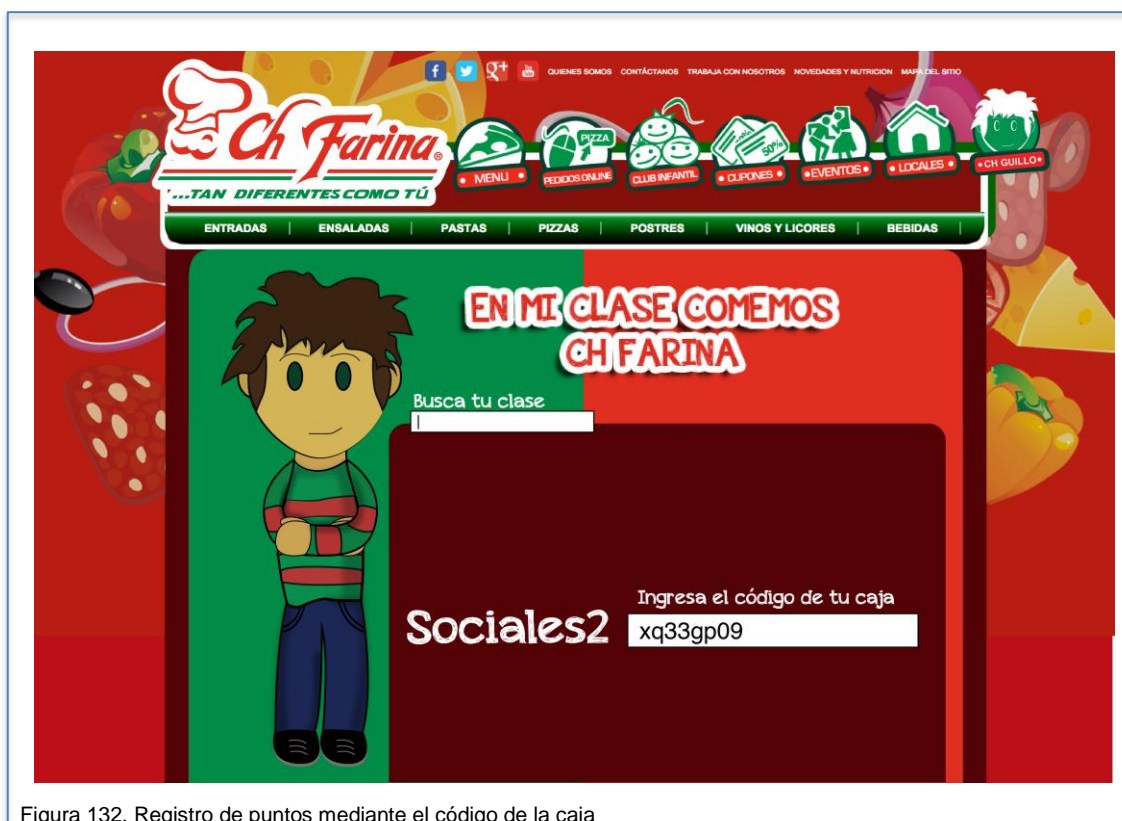 f g+ You Tube QUIENES SOMOS CONTÁCTANOS TRABAJA CON NOSOTROS NOVEDADES Y NUTRICION MAPA DEL SITIO
Ch Farina®
...TAN DIFERENTES COMO TÚ
• MENU •
PIZZA
PEDIDOS ONLINE
CLUB INFANTIL
50%
• CUPONES •
• EVENTOS •
• LOCALES •
• CH GUILLO •
ENTRADAS | ENSALADAS | PASTAS | PIZZAS | POSTRES | VINOS Y LICORES | BEBIDAS |
EN MI CLASE COMEMOS
CH FARINA
Busca tu clase
Ingresa el código de tu caja
Sociales2 xq33gp09
Figura 132. Registro de puntos mediante el código de la caja